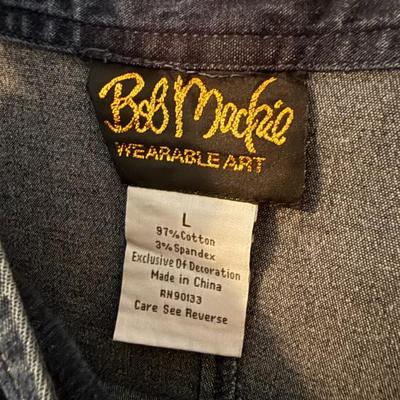 Bob Mackie
WEARABLE ART
L
97%Cotton
3%Spandex
Exclusive Of Decoration
Made in China
RN90133
Care See Reverse